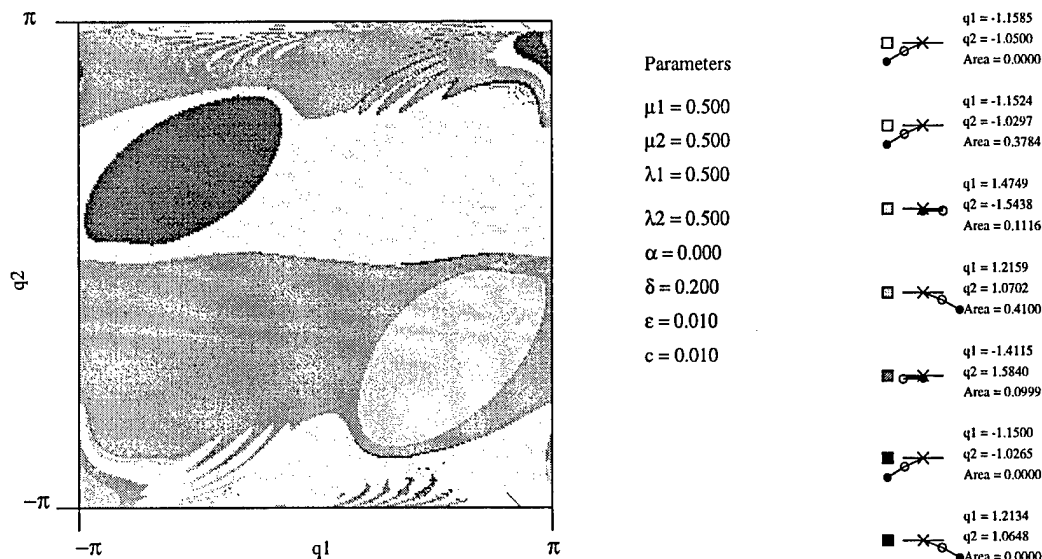 π
q2
−π
−π
q1
π
Parameters
μ1 = 0.500
μ2 = 0.500
λ1 = 0.500
λ2 = 0.500
α = 0.000
δ = 0.200
ε = 0.010
c = 0.010
q1 = -1.1585
q2 = -1.0500
Area = 0.0000
q1 = -1.1524
q2 = -1.0297
Area = 0.3784
q1 = 1.4749
q2 = -1.5438
Area = 0.1116
q1 = 1.2159
q2 = 1.0702
Area = 0.4100
q1 = -1.4115
q2 = 1.5840
Area = 0.0999
q1 = -1.1500
q2 = -1.0265
Area = 0.0000
q1 = 1.2134
q2 = 1.0648
Area = 0.0000